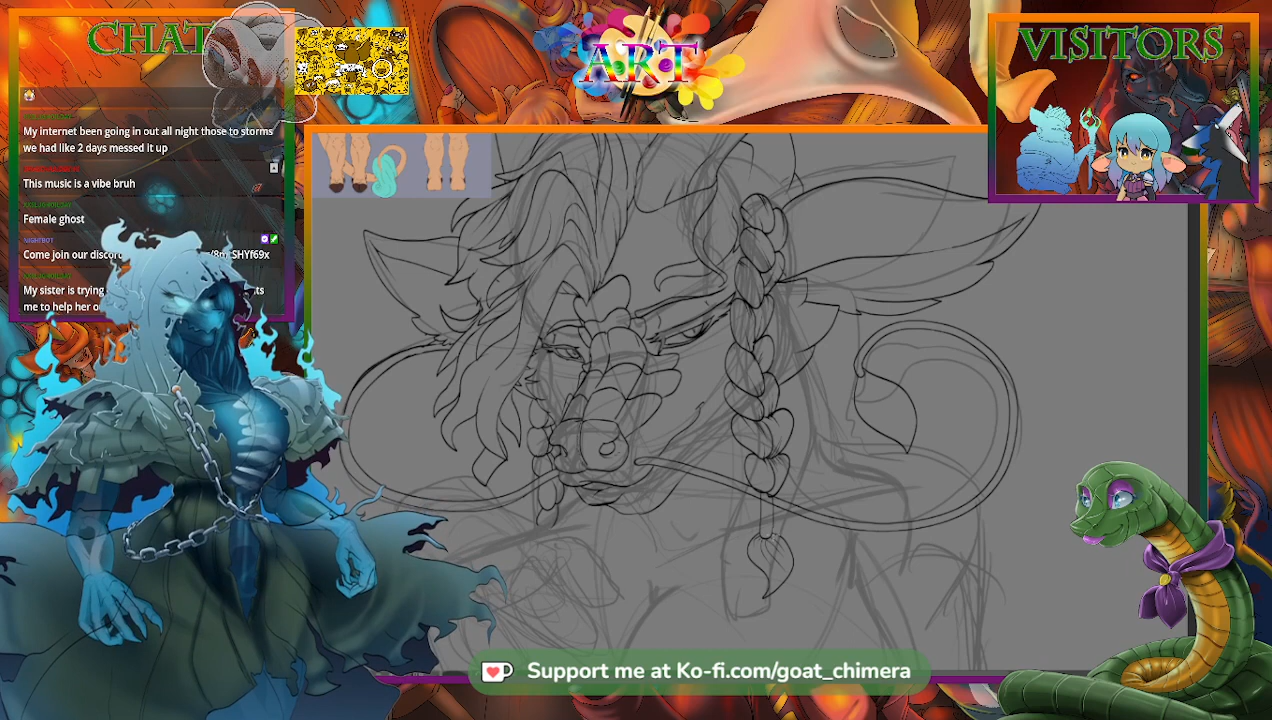 CHAT
ART
VISITORS
My internet been going in out all night those to storms
we had like 2 days messed it up
This music is a vibe bruh
Female ghost
NIGHTBOT
Come join our discord
SHYf69x
My sister is trying
me to help her
Support me at Ko-fi.com/goat_chimera